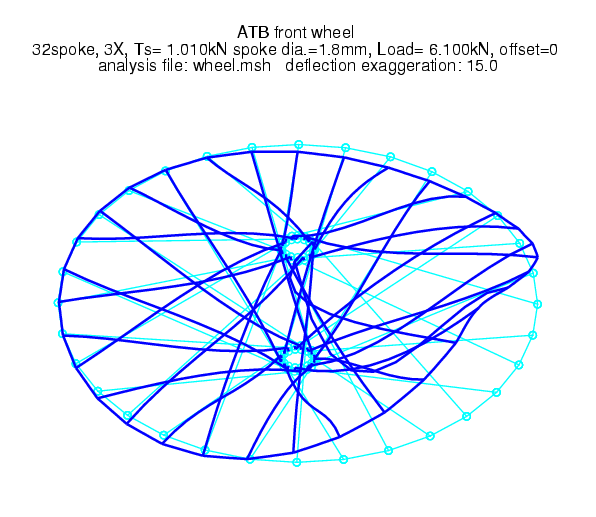 ATB front wheel
32spoke, 3X, Ts= 1.010kN spoke dia.=1.8mm, Load= 6.100kN, offset=0
analysis file: wheel.msh deflection exaggeration: 15.0